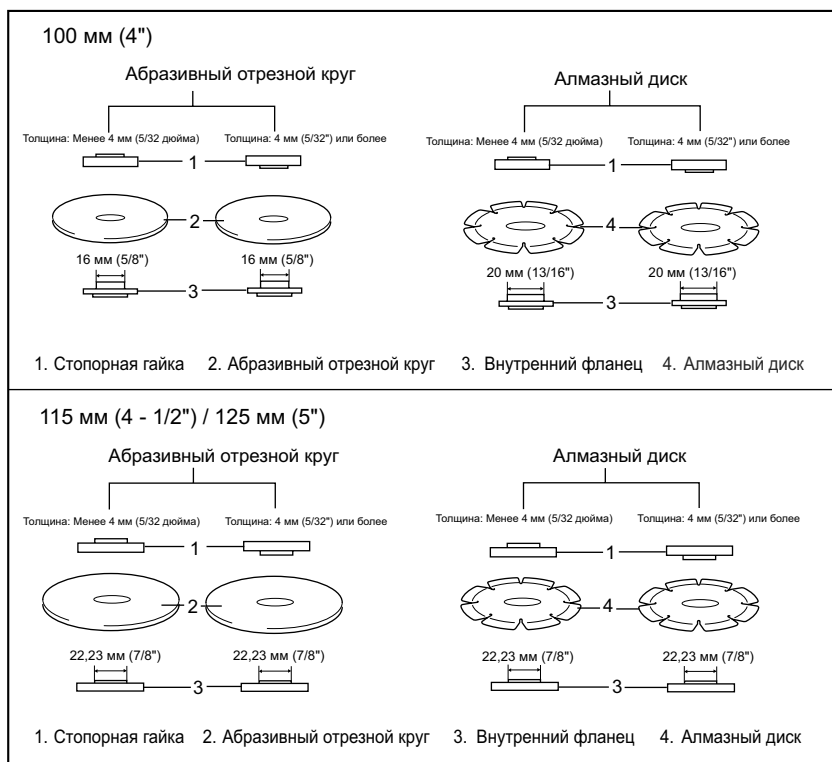 100 мм (4")
Абразивный отрезной круг
Алмазный диск
Толщина: Менее 4 мм (5/32 дюйма) Толщина: 4 мм (5/32") или более
Толщина: Менее 4 мм (5/32 дюйма) Толщина: 4 мм (5/32") или более
1
1
2
4
16 мм (5/8") 16 мм (5/8")
20 мм (13/16") 20 мм (13/16")
3
3
1. Стопорная гайка 2. Абразивный отрезной круг 3. Внутренний фланец 4. Алмазный диск
115 мм (4 - 1/2") / 125 мм (5")
Абразивный отрезной круг
Алмазный диск
Толщина: Менее 4 мм (5/32 дюйма) Толщина: 4 мм (5/32") или более
Толщина: Менее 4 мм (5/32 дюйма) Толщина: 4 мм (5/32") или более
1
1
2
4
22,23 мм (7/8") 22,23 мм (7/8")
22,23 мм (7/8") 22,23 мм (7/8")
3
3
1. Стопорная гайка 2. Абразивный отрезной круг 3. Внутренний фланец 4. Алмазный диск